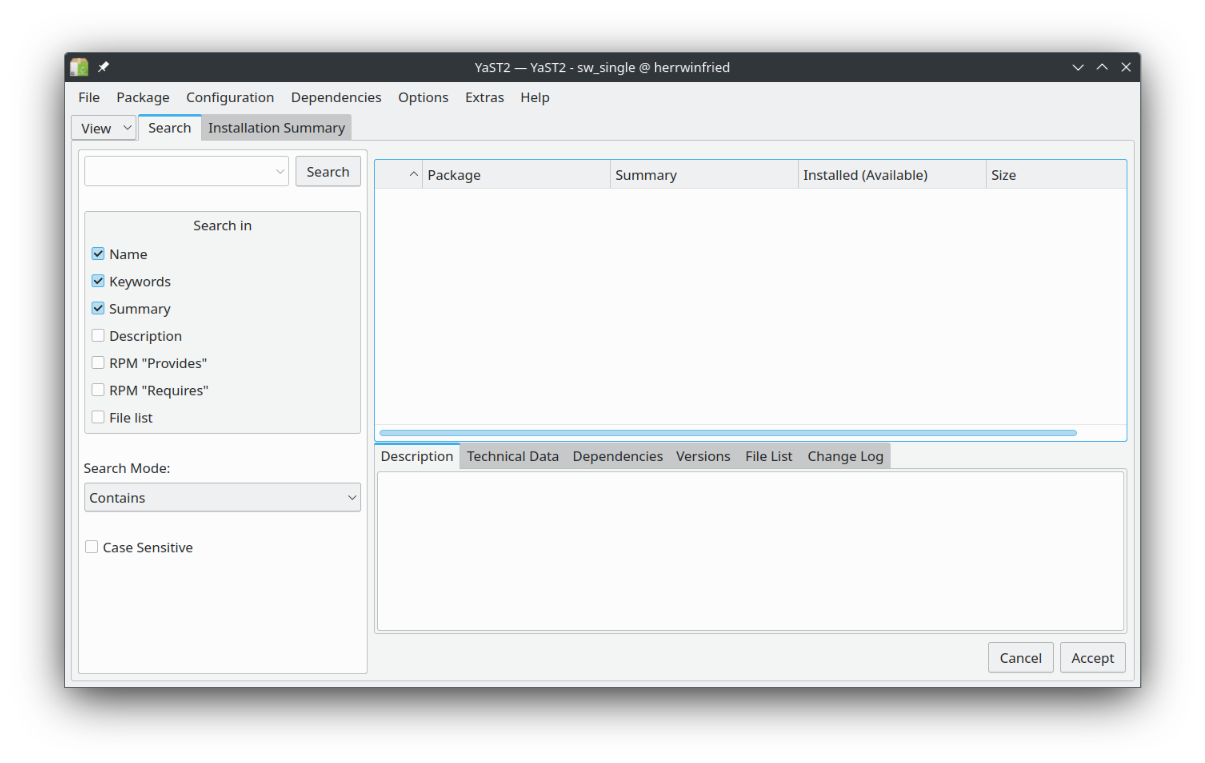 YaST2 — YaST2 - sw_single @ herrwinfried
File Package Configuration Dependencies Options Extras Help
View Search Installation Summary
Search
Search in
Name
Keywords
Summary
Description
RPM "Provides"
RPM "Requires"
File list
Search Mode:
Contains
Case Sensitive
Package Summary Installed (Available) Size
Description Technical Data Dependencies Versions File List Change Log
Cancel Accept